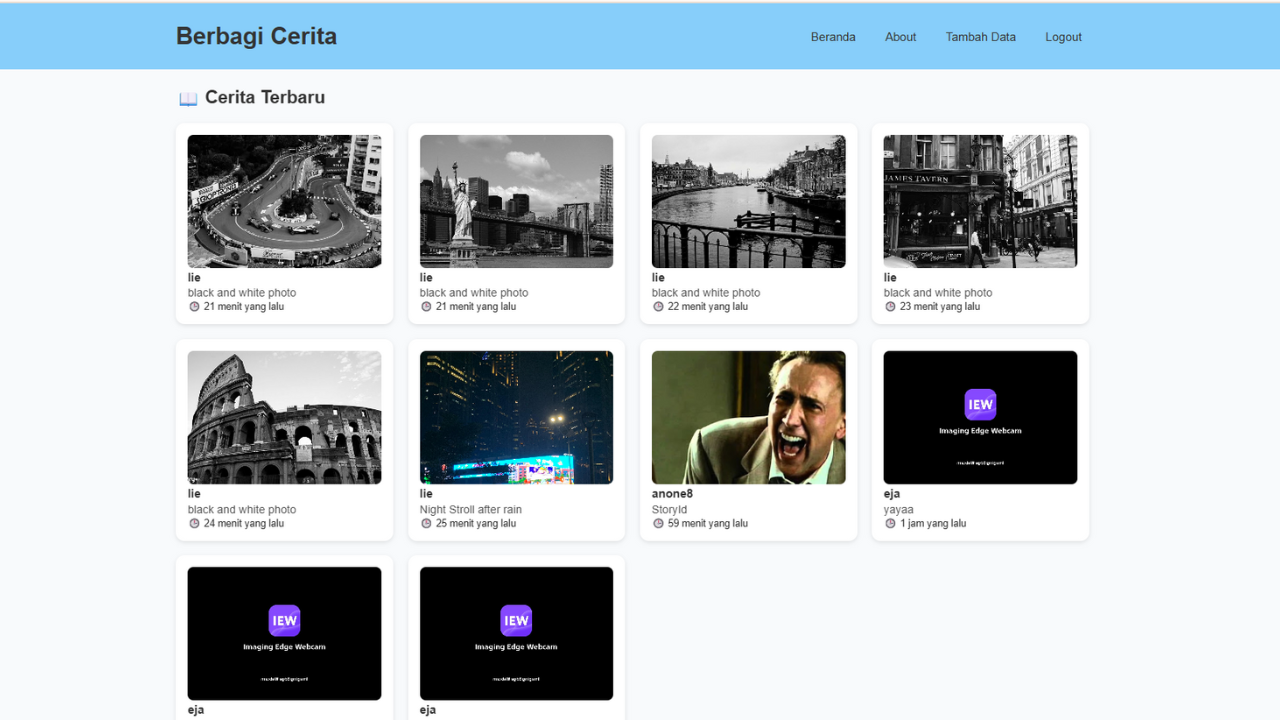 Berbagi Cerita
Beranda About Tambah Data Logout
📖 Cerita Terbaru
JAMES TAVERN
lie
black and white photo
🕒 21 menit yang lalu
lie
black and white photo
🕒 21 menit yang lalu
lie
black and white photo
🕒 22 menit yang lalu
lie
black and white photo
🕒 23 menit yang lalu
lie
black and white photo
🕒 24 menit yang lalu
lie
Night Stroll after rain
🕒 25 menit yang lalu
anone8
StoryId
🕒 59 menit yang lalu
IEW
Imaging Edge Webcam
eja
yayaa
🕒 1 jam yang lalu
IEW
Imaging Edge Webcam
eja
IEW
Imaging Edge Webcam
eja